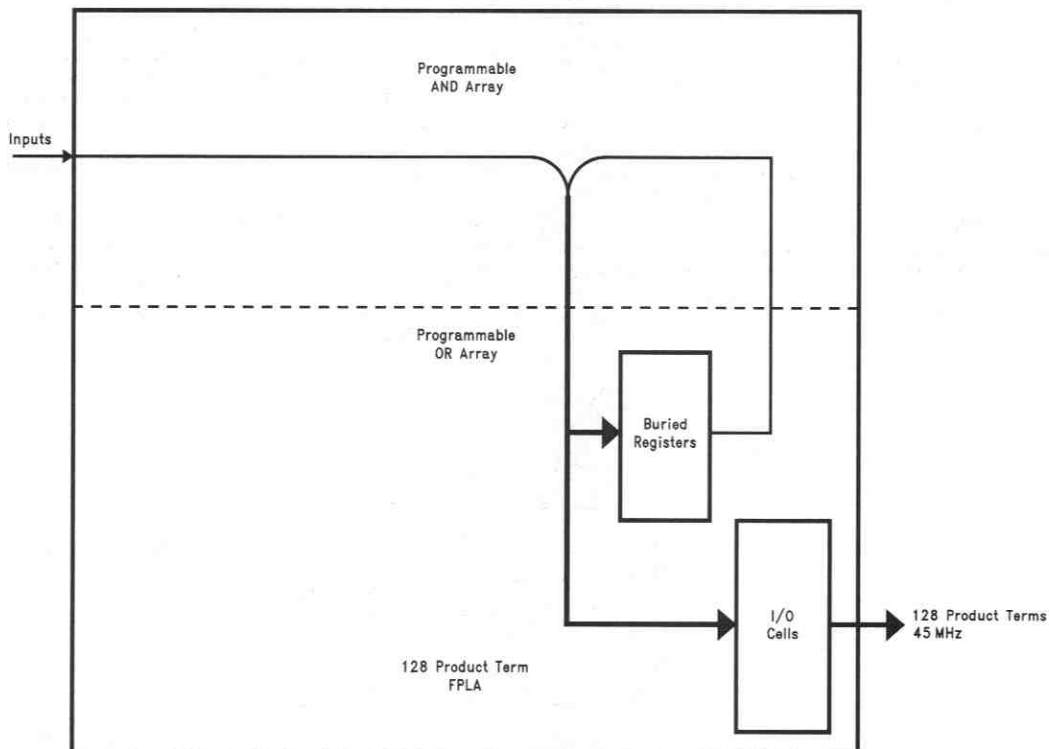 Programmable
AND Array
Inputs
Programmable
OR Array
Buried
Registers
I/O
Cells
128 Product Terms
45 MHz
128 Product Term
FPLA